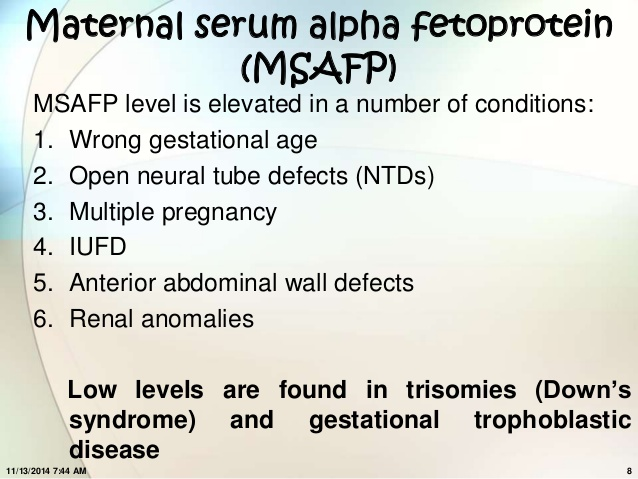 Maternal serum alpha fetoprotein
(MSAFP)
MSAFP level is elevated in a number of conditions:
1. Wrong gestational age
2. Open neural tube defects (NTDs)
3. Multiple pregnancy
4. IUFD
5. Anterior abdominal wall defects
6. Renal anomalies
Low levels are found in trisomies (Down’s
syndrome) and gestational trophoblastic
disease
11/13/2014 7:44 AM 8